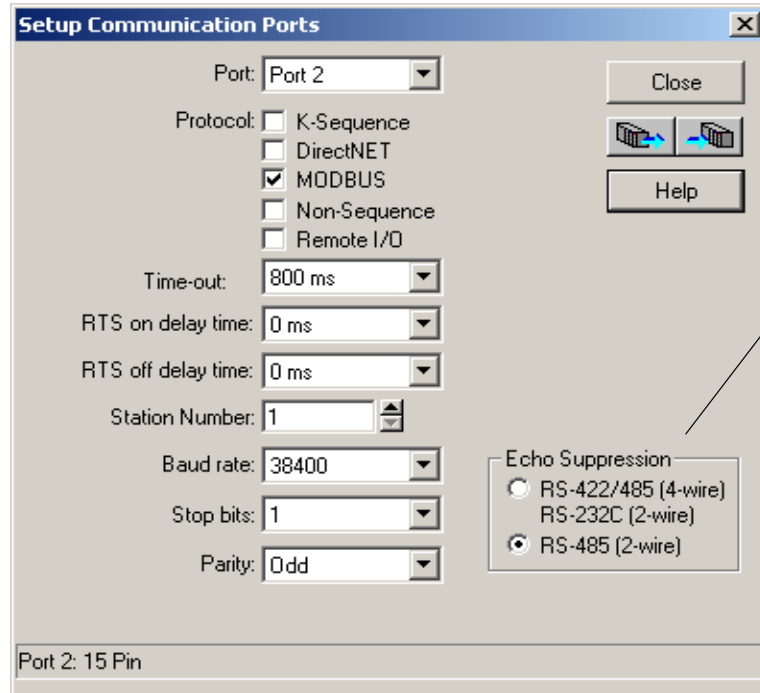 Setup Communication Ports
Port: Port 2
Close
Protocol: K-Sequence
DirectNET
MODBUS
Non-Sequence
Remote I/O
Help
Time-out: 800 ms
RTS on delay time: 0 ms
RTS off delay time: 0 ms
Station Number: 1
Baud rate: 38400
Stop bits: 1
Parity: Odd
Echo Suppression
RS-422/485 (4-wire)
RS-232C (2-wire)
RS-485 (2-wire)
Port 2: 15 Pin